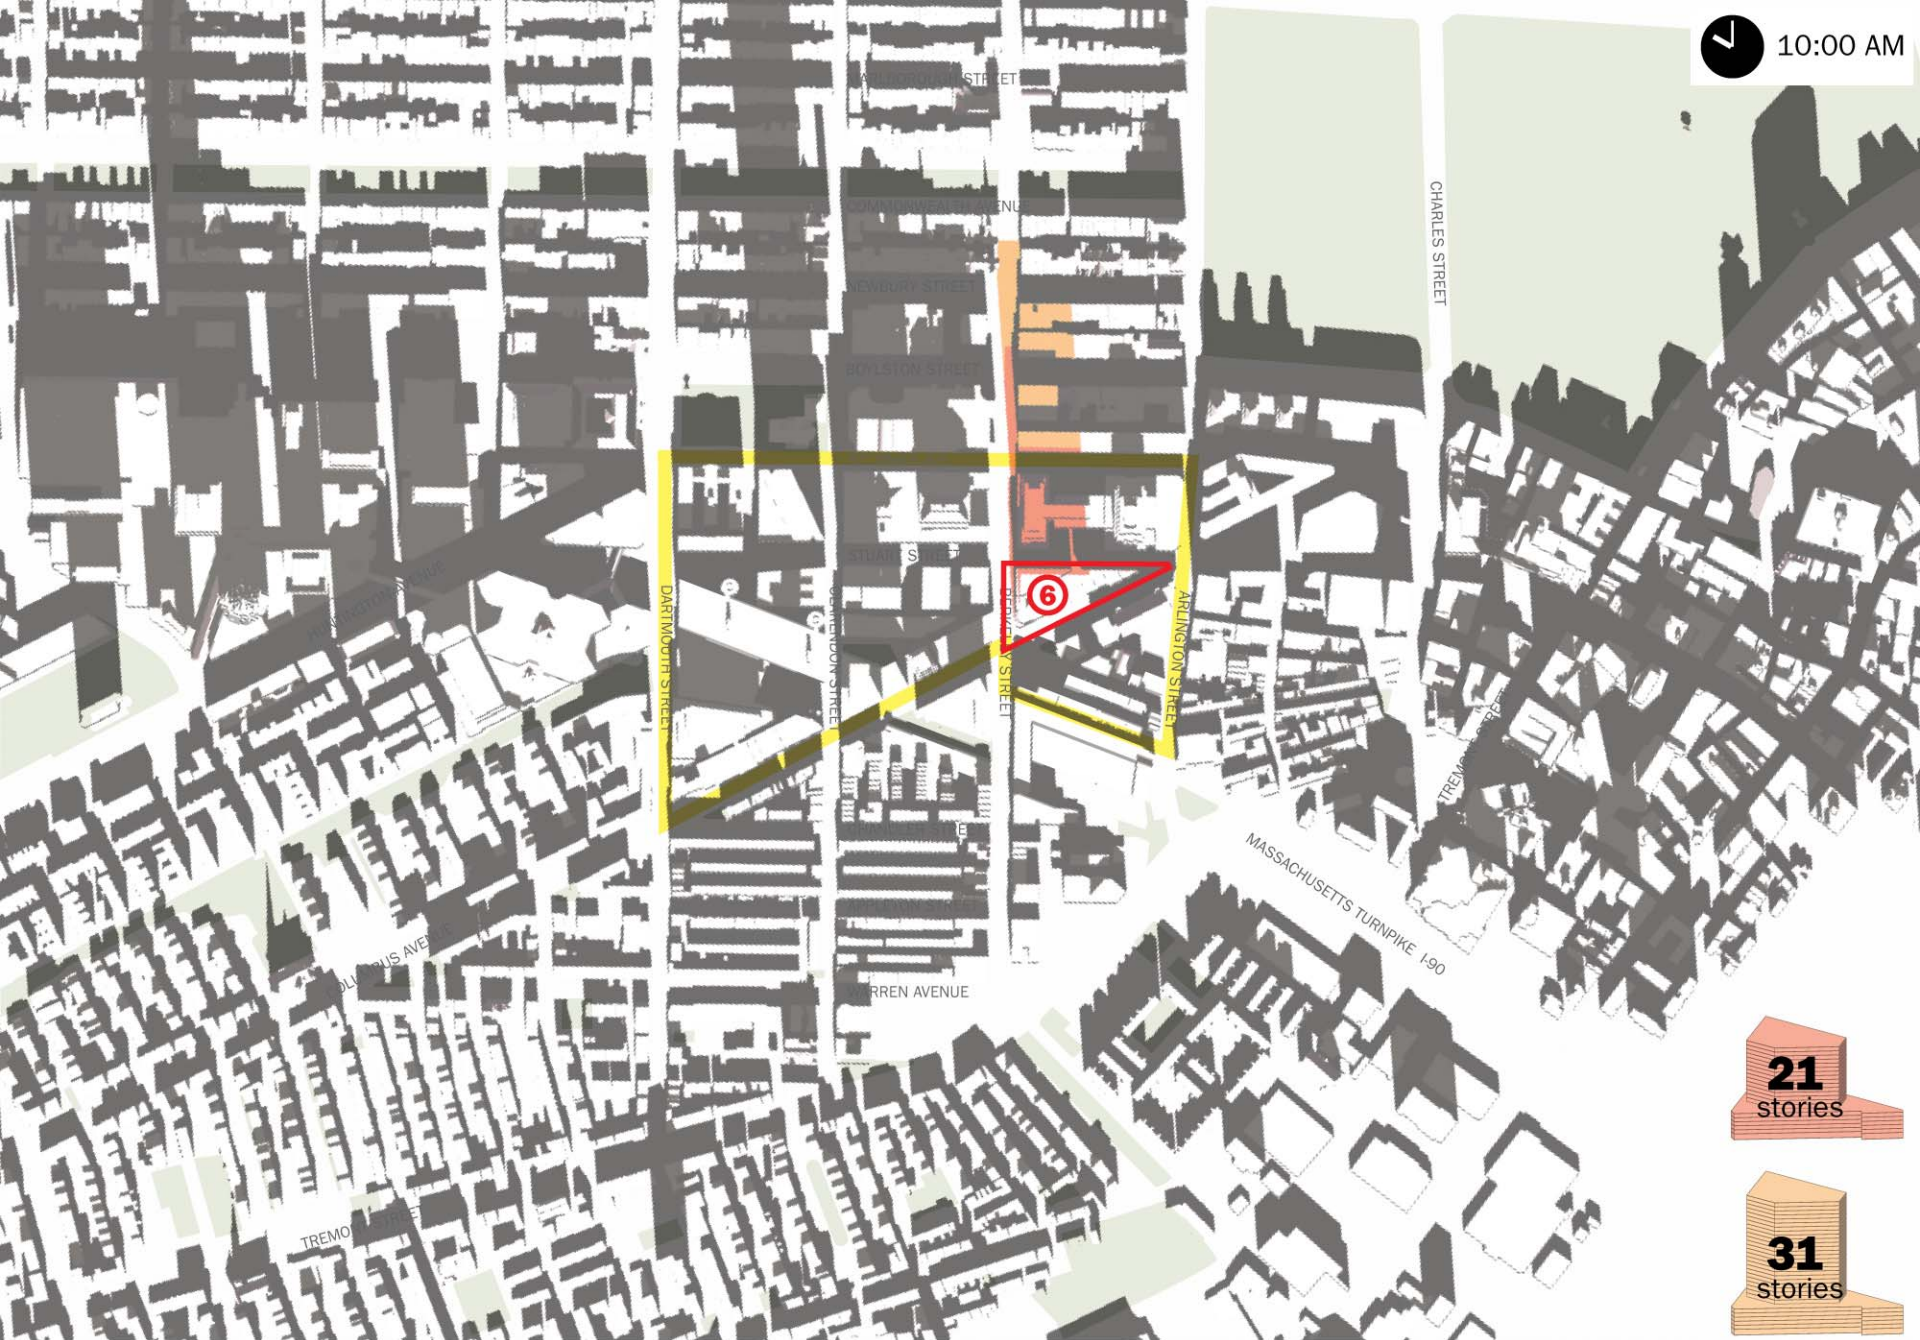 10:00 AM
MARLBOROUGH STREET
COMMONWEALTH AVENUE
CHARLES STREET
NEWBURY STREET
BOYLSTON STREET
STUART STREET
HUNTINGTON AVENUE
DARTMOUTH STREET
CLARENDON STREET
BERKELEY STREET
6
ARLINGTON STREET
TREMONT STREET
CHANDLER STREET
MASSACHUSETTS TURNPIKE I-90
APPLETON STREET
COLUMBUS AVENUE
WARREN AVENUE
21
stories
TREMONT STREET
31
stories